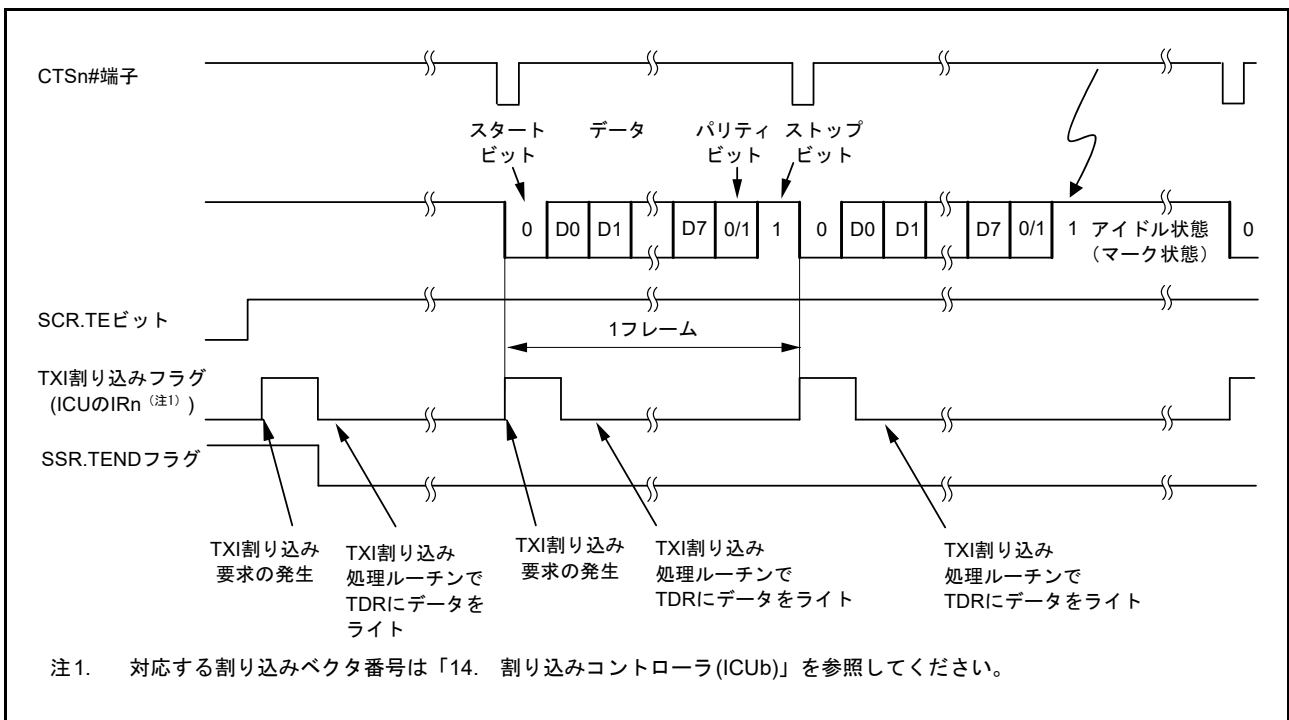 CTSn#端子
スタート
ビット
データ
パリティ
ビット
ストップ
ビット
0 D0 D1 D7 0/1 1 0 D0 D1 D7 0/1 1 アイドル状態
(マーク状態)
0
SCR.TEビット
1フレーム
TXI割り込みフラグ
(ICUのIRn(注1))
SSR.TENDフラグ
TXI割り込み
要求の発生
TXI割り込み
処理ルーチンで
TDRにデータを
ライト
TXI割り込み
要求の発生
TXI割り込み
処理ルーチンで
TDRにデータをライト
TXI割り込み
処理ルーチンで
TDRにデータをライト
注1. 対応する割り込みベクタ番号は「14. 割り込みコントローラ(ICUb)」を参照してください。